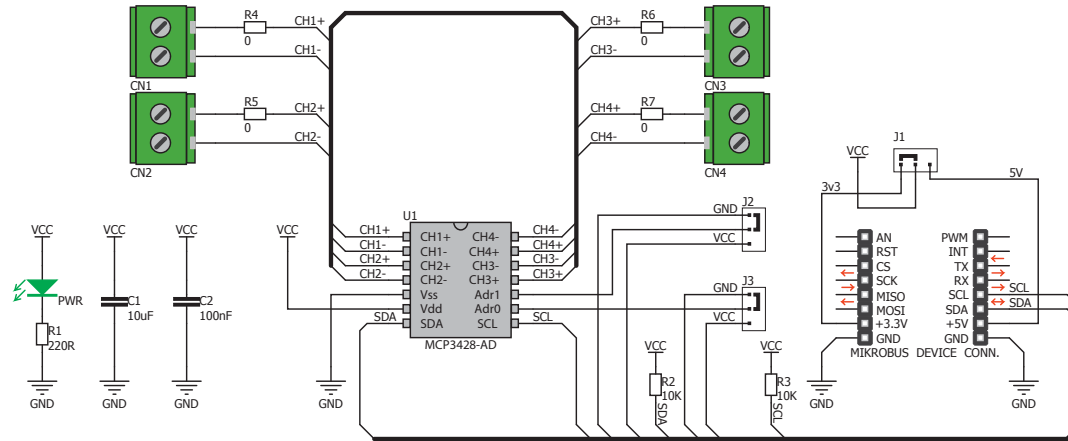 R4
CH1+
0
CH1-
CN1
R5
CH2+
0
CH2-
CN2
CH3+
R6
0
CH3-
CN3
CH4+
R7
0
CH4-
CN4
J1
VCC
3v3
5V
U1
CH1+
CH1-
CH2+
CH2-
CH1+ CH4-
CH1- CH4+
CH2+ CH3-
CH2- CH3+
Vss Adr1
Vdd Adr0
SDA SCL
CH4-
CH4+
CH3-
CH3+
SDA
SCL
MCP3428-AD
J2
GND
VCC
J3
GND
VCC
VCC
PWR
R1
220R
GND
VCC
C1
10uF
GND
VCC
C2
100nF
GND
VCC
GND
VCC
R2
10K
SDA
VCC
R3
10K
SCL
AN PWM
RST INT
CS TX
SCK RX
MISO SCL
MOSI SDA
+3.3V +5V
GND GND
SCL
SDA
MIKROBUS DEVICE CONN.
GND
GND